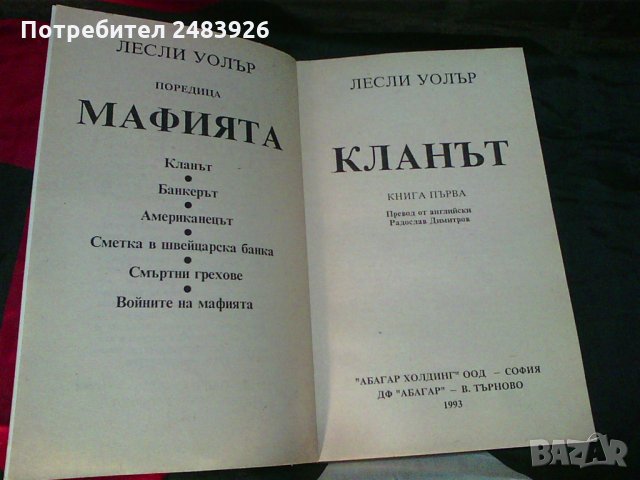 Потребител 2483926
ЛЕСЛИ УОЛЪР
ПОРЕДИЦА
МАФИЯТА
Кланът
Банкерът
Американецът
Сметка в швейцарска банка
Смъртни грехове
Войните на мафията
ЛЕСЛИ УОЛЪР
КЛАНЪТ
КНИГА ПЪРВА
Превод от английски
Радослав Димитров
"АБАГАР ХОЛДИНГ" ООД – СОФИЯ
ДФ "АБАГАР" – В. ТЪРНОВО
1993
BAZAR